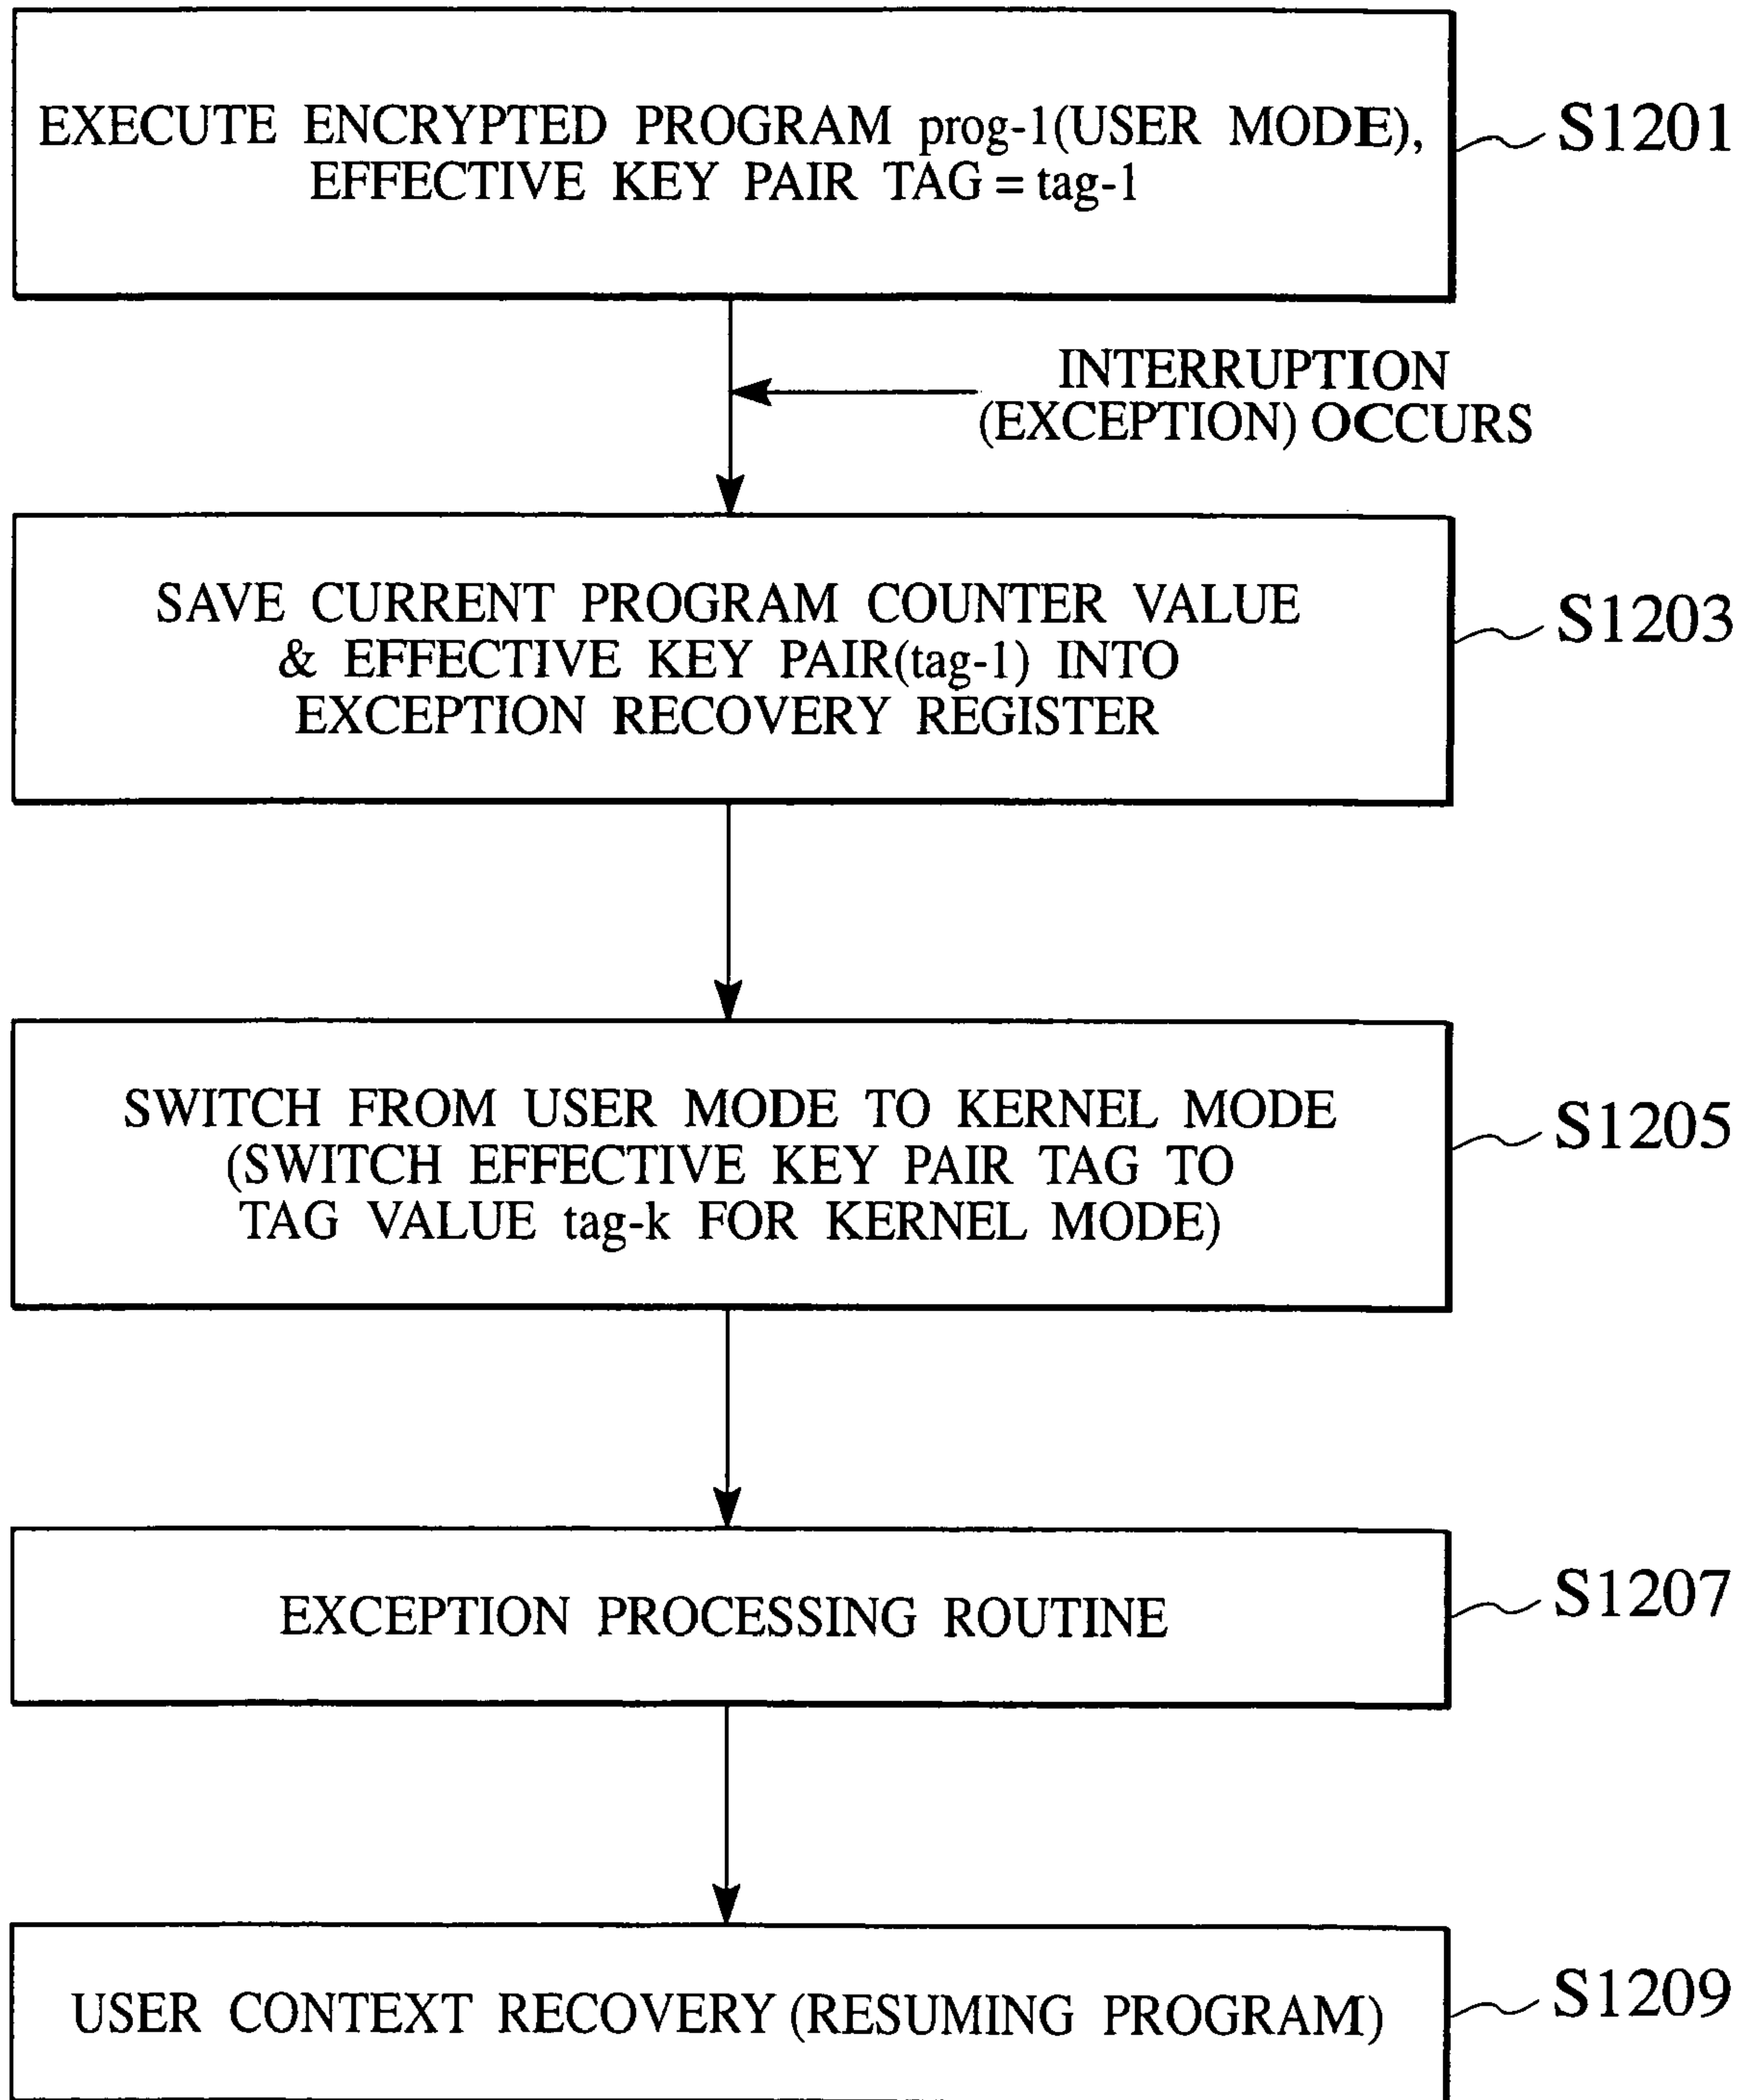 EXECUTE ENCRYPTED PROGRAM prog-1(USER MODE),
EFFECTIVE KEY PAIR TAG = tag-1
S1201
INTERRUPTION
(EXCEPTION) OCCURS
SAVE CURRENT PROGRAM COUNTER VALUE
& EFFECTIVE KEY PAIR(tag-1) INTO
EXCEPTION RECOVERY REGISTER
S1203
SWITCH FROM USER MODE TO KERNEL MODE
(SWITCH EFFECTIVE KEY PAIR TAG TO
TAG VALUE tag-k FOR KERNEL MODE)
S1205
EXCEPTION PROCESSING ROUTINE
S1207
USER CONTEXT RECOVERY (RESUMING PROGRAM)
S1209